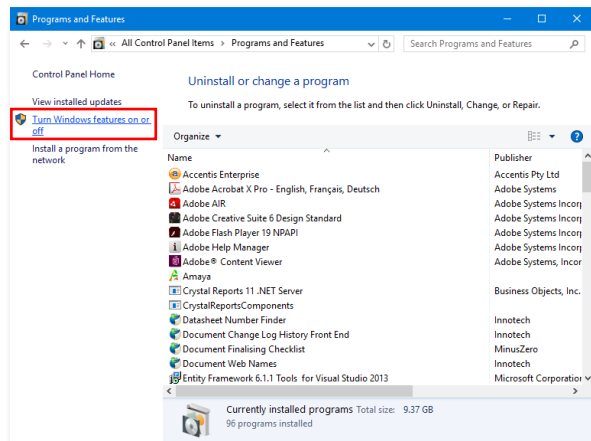 Programs and Features
« All Control Panel Items > Programs and Features
Search Programs and Features
Control Panel Home
View installed updates
Turn Windows features on or
off
Install a program from the
network
Uninstall or change a program
To uninstall a program, select it from the list and then click Uninstall, Change, or Repair.
Organize
Name Publisher
Accentis Enterprise Accentis Pty Ltd
Adobe Acrobat X Pro - English, Français, Deutsch Adobe Systems
Adobe AIR Adobe Systems Incorp
Adobe Creative Suite 6 Design Standard Adobe Systems Incorp
Adobe Flash Player 19 NPAPI Adobe Systems Incorp
Adobe Help Manager Adobe Systems Incorp
Adobe® Content Viewer Adobe Systems, Incor
Amaya
Crystal Reports 11 .NET Server Business Objects, Inc.
CrystalReportsComponents
Datasheet Number Finder Innotech
Document Change Log History Front End Innotech
Document Finalising Checklist MinusZero
Document Web Names Innotech
Entity Framework 6.1.1 Tools for Visual Studio 2013 Microsoft Corporation
Currently installed programs Total size: 9.37 GB
96 programs installed